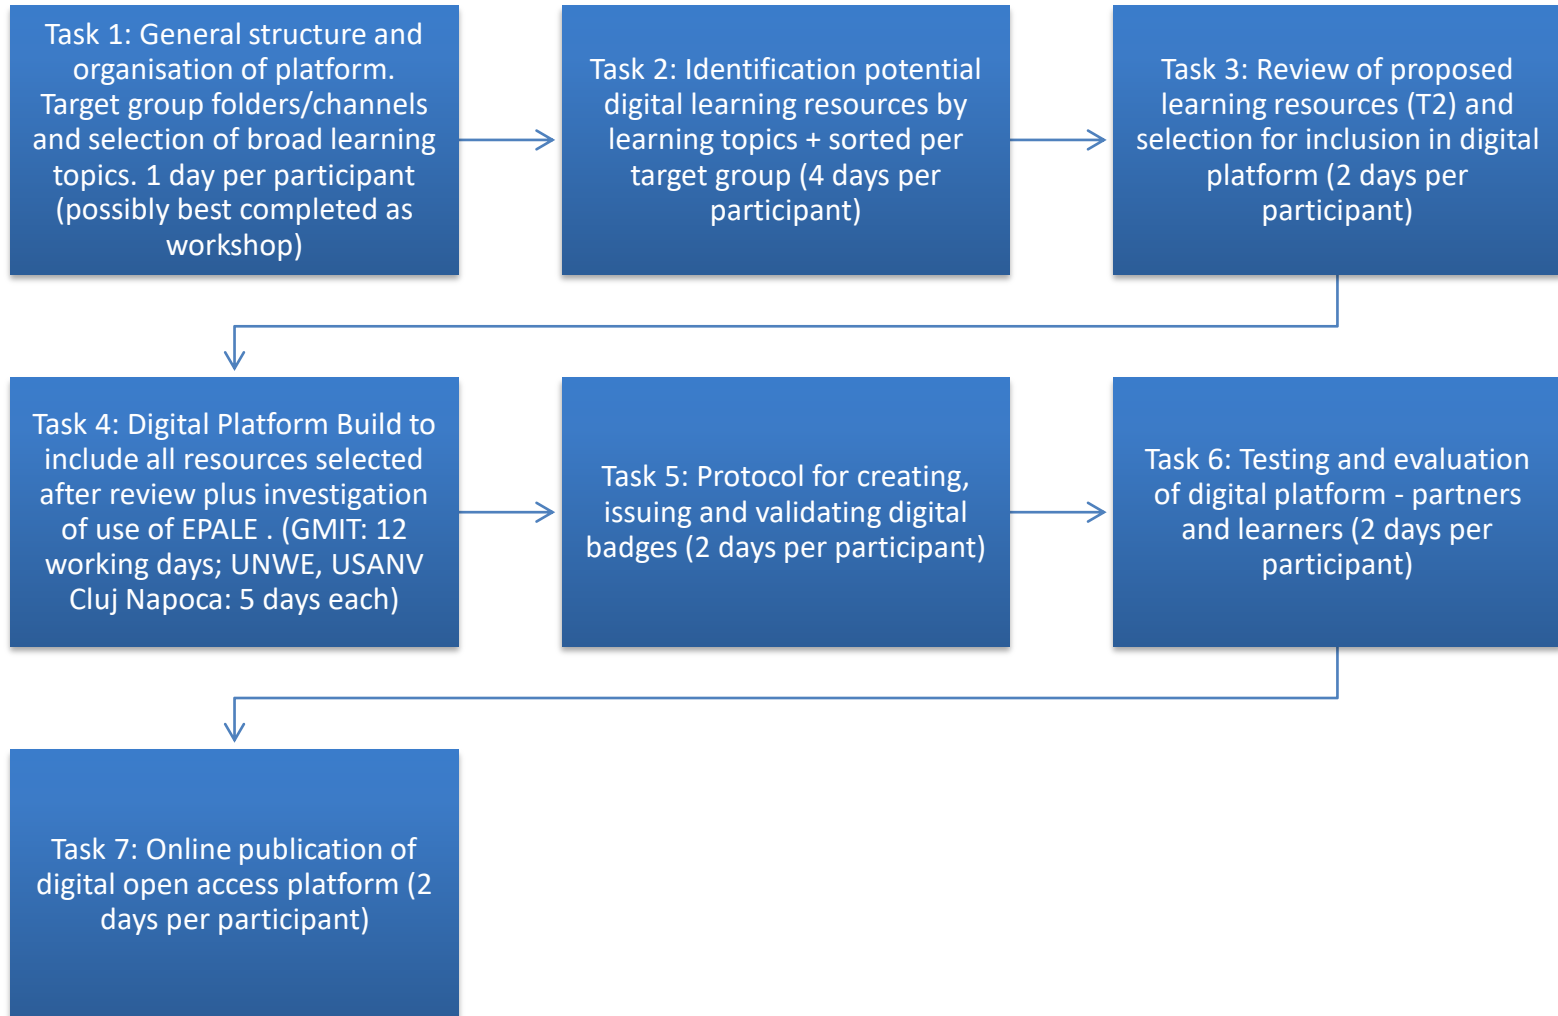 Task 1: General structure and
organisation of platform.
Target group folders/channels
and selection of broad learning
topics. 1 day per participant
(possibly best completed as
workshop)
Task 2: Identification potential
digital learning resources by
learning topics + sorted per
target group (4 days per
participant)
Task 3: Review of proposed
learning resources (T2) and
selection for inclusion in digital
platform (2 days per
participant)
Task 4: Digital Platform Build to
include all resources selected
after review plus investigation
of use of EPALE . (GMIT: 12
working days; UNWE, USANV
Cluj Napoca: 5 days each)
Task 5: Protocol for creating,
issuing and validating digital
badges (2 days per participant)
Task 6: Testing and evaluation
of digital platform - partners
and learners (2 days per
participant)
Task 7: Online publication of
digital open access platform (2
days per participant)